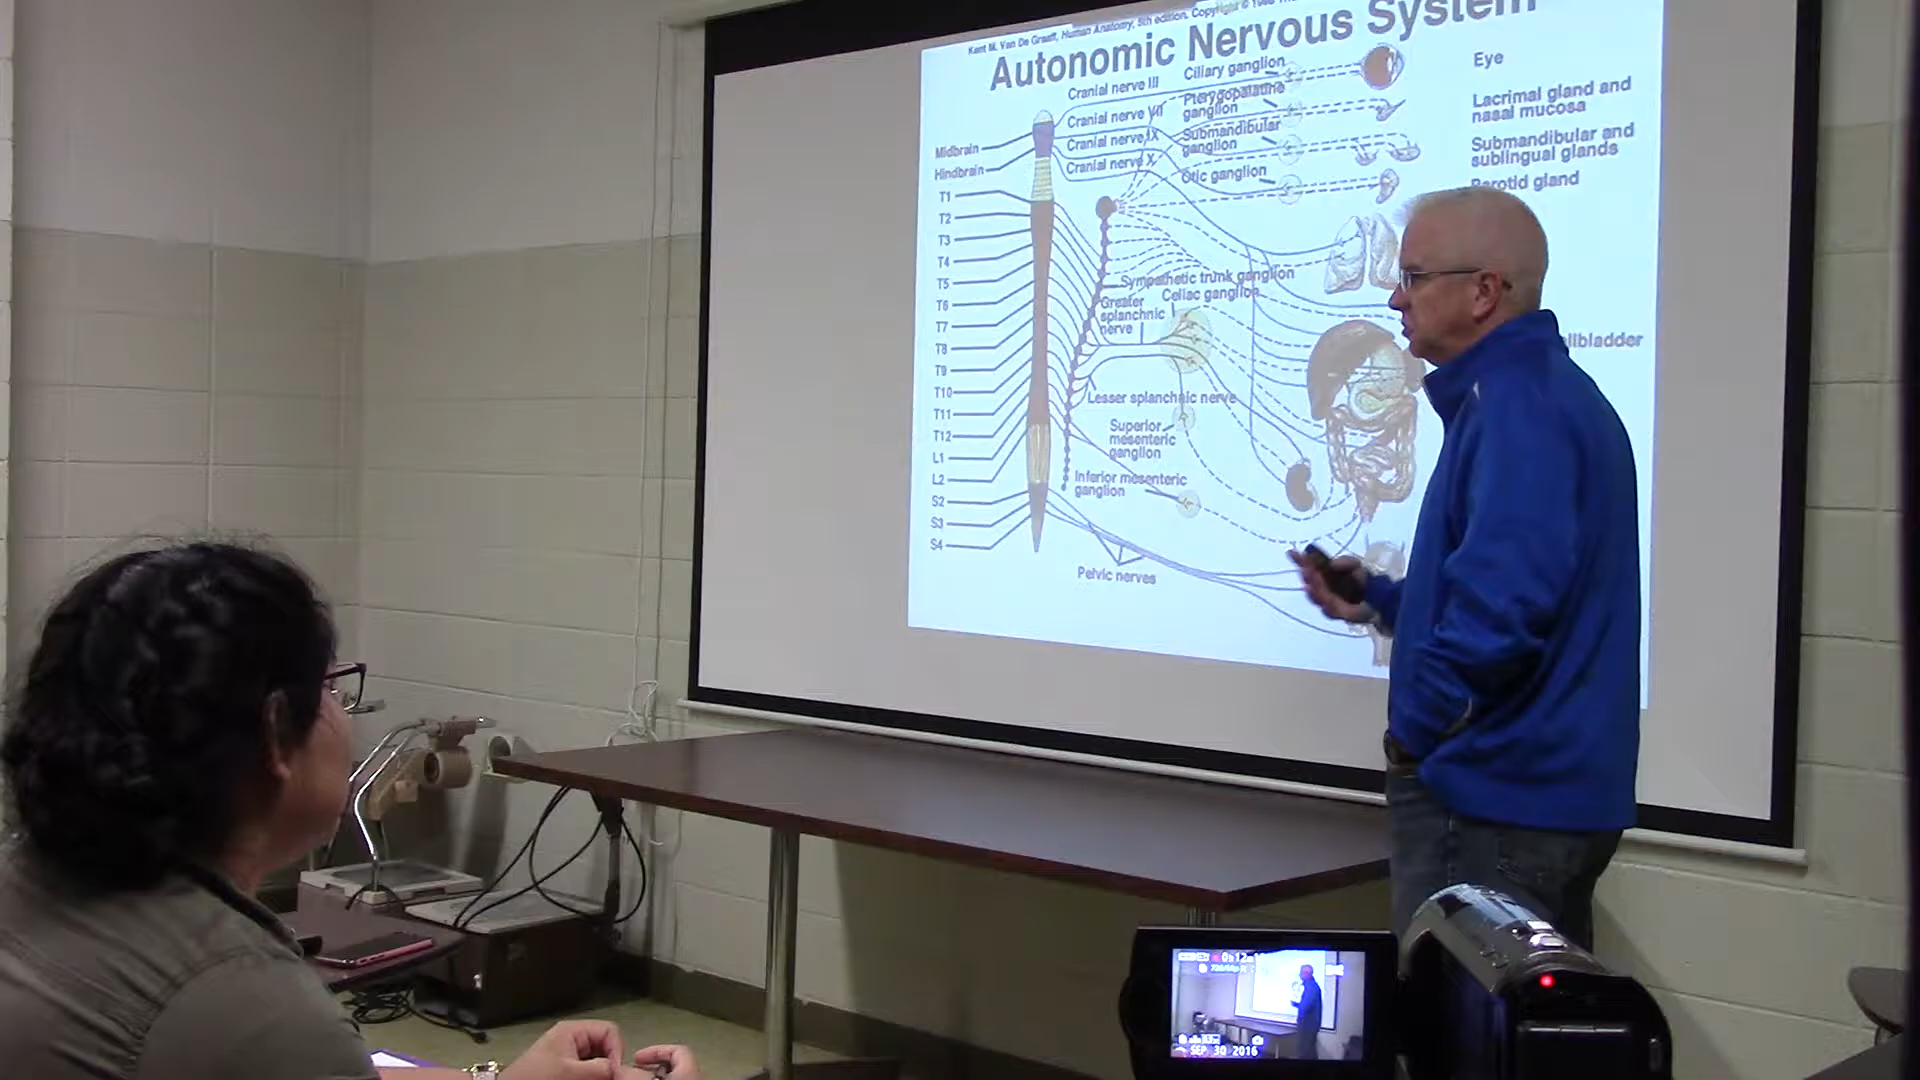 Kent M. Van De Graaff, Human Anatomy, 5th edition. Copyright © 1998
Autonomic Nervous System
Cranial nerve III
Ciliary ganglion
Eye
Cranial nerve VII
Pterygopalatine
ganglion
Lacrimal gland and
nasal mucosa
Cranial nerve IX
Submandibular
ganglion
Submandibular and
sublingual glands
Cranial nerve X
Otic ganglion
Parotid gland
Midbrain
Hindbrain
T1
T2
T3
T4
T5
T6
T7
T8
T9
T10
T11
T12
L1
L2
S2
S3
S4
Sympathetic trunk ganglion
Celiac ganglion
Greater
splanchnic
nerve
llbladder
Lesser splanchnic nerve
Superior
mesenteric
ganglion
Inferior mesenteric
ganglion
Pelvic nerves
SEP 30 2016